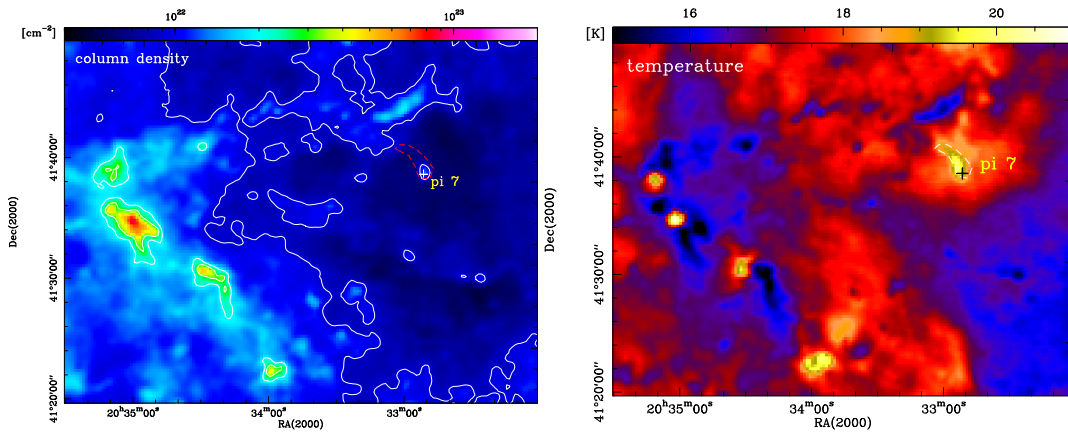 [cm⁻²] 10²² 10²³
column density
pi 7
41°40'00"
41°30'00"
41°20'00"
Dec(2000)
20ʰ35ᵐ00ˢ 34ᵐ00ˢ 33ᵐ00ˢ
RA(2000)
[K] 16 18 20
temperature
pi 7
41°40'00"
41°30'00"
41°20'00"
Dec(2000)
20ʰ35ᵐ00ˢ 34ᵐ00ˢ 33ᵐ00ˢ
RA(2000)